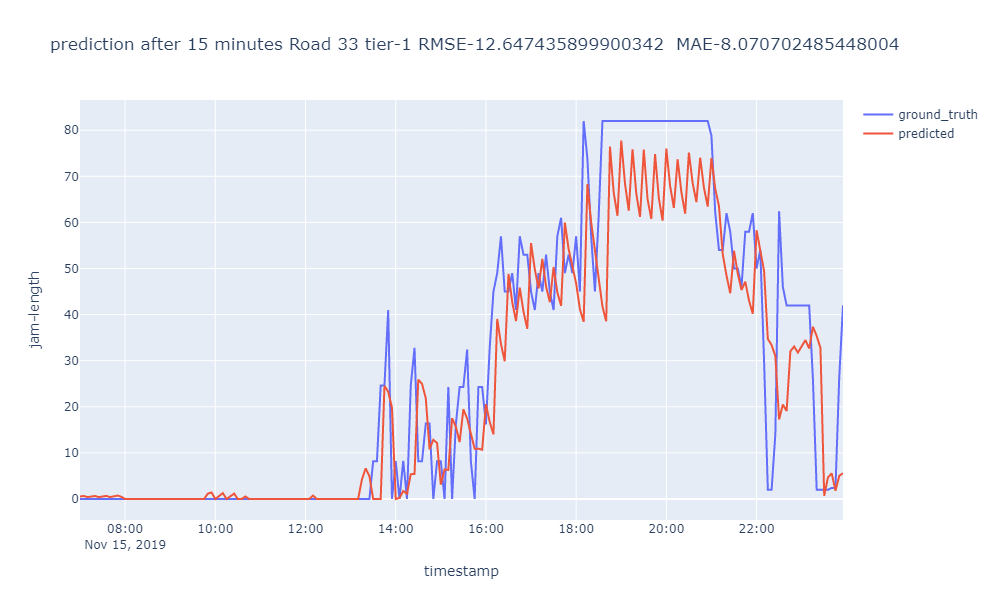 prediction after 15 minutes Road 33 tier-1 RMSE-12.647435899900342  MAE-8.070702485448004
ground_truth
predicted
80
70
60
50
40
30
20
10
0
jam-length
08:00 10:00 12:00 14:00 16:00 18:00 20:00 22:00
Nov 15, 2019
timestamp